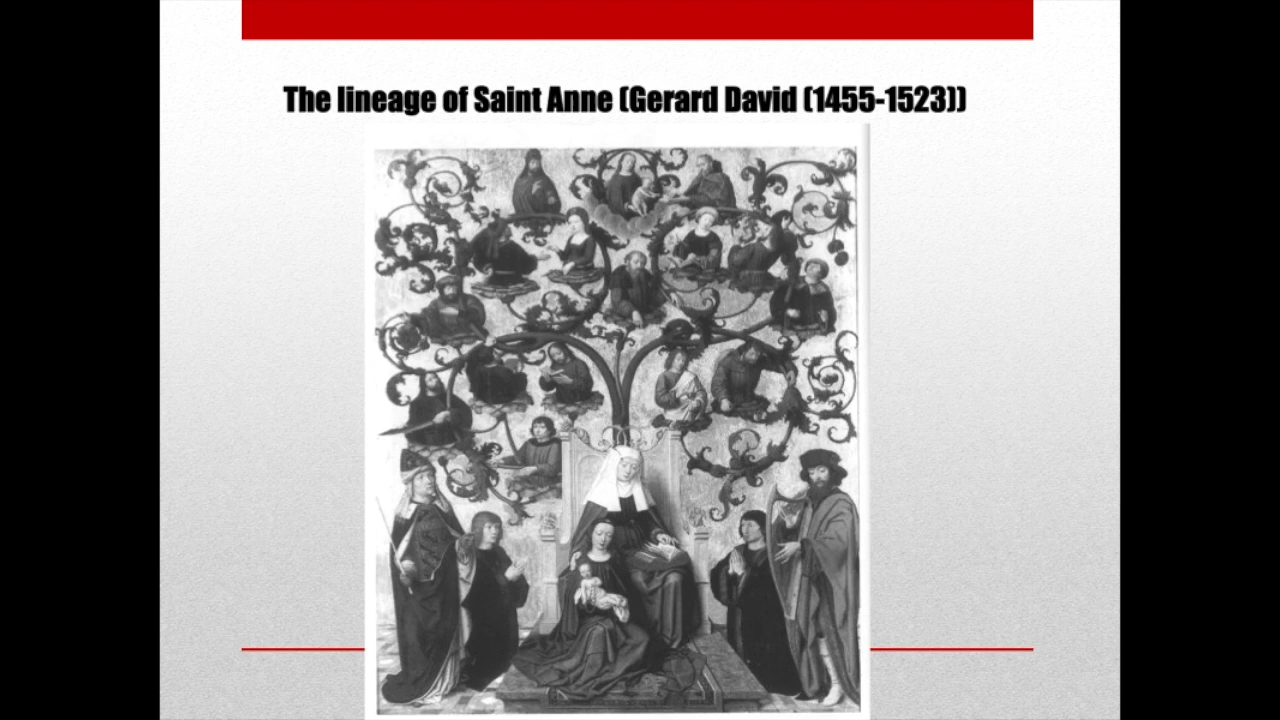 The lineage of Saint Anne (Gerard David (1455-1523))